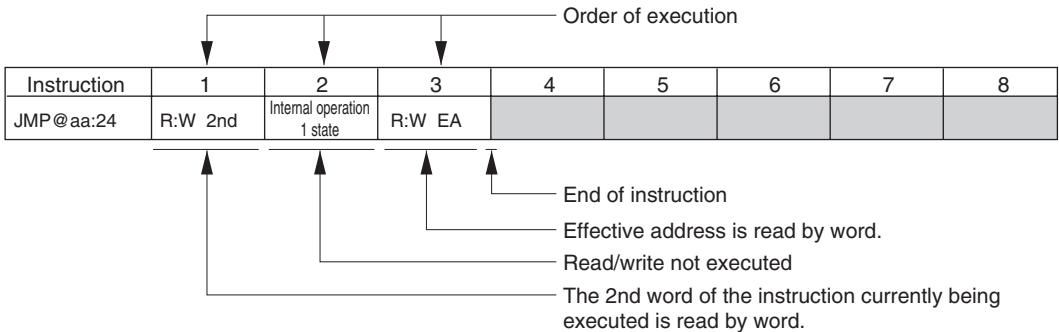 Order of execution
Instruction 1 2 3 4 5 6 7 8
JMP@aa:24 R:W 2nd Internal operation 1 state R:W EA
End of instruction
Effective address is read by word.
Read/write not executed
The 2nd word of the instruction currently being
executed is read by word.